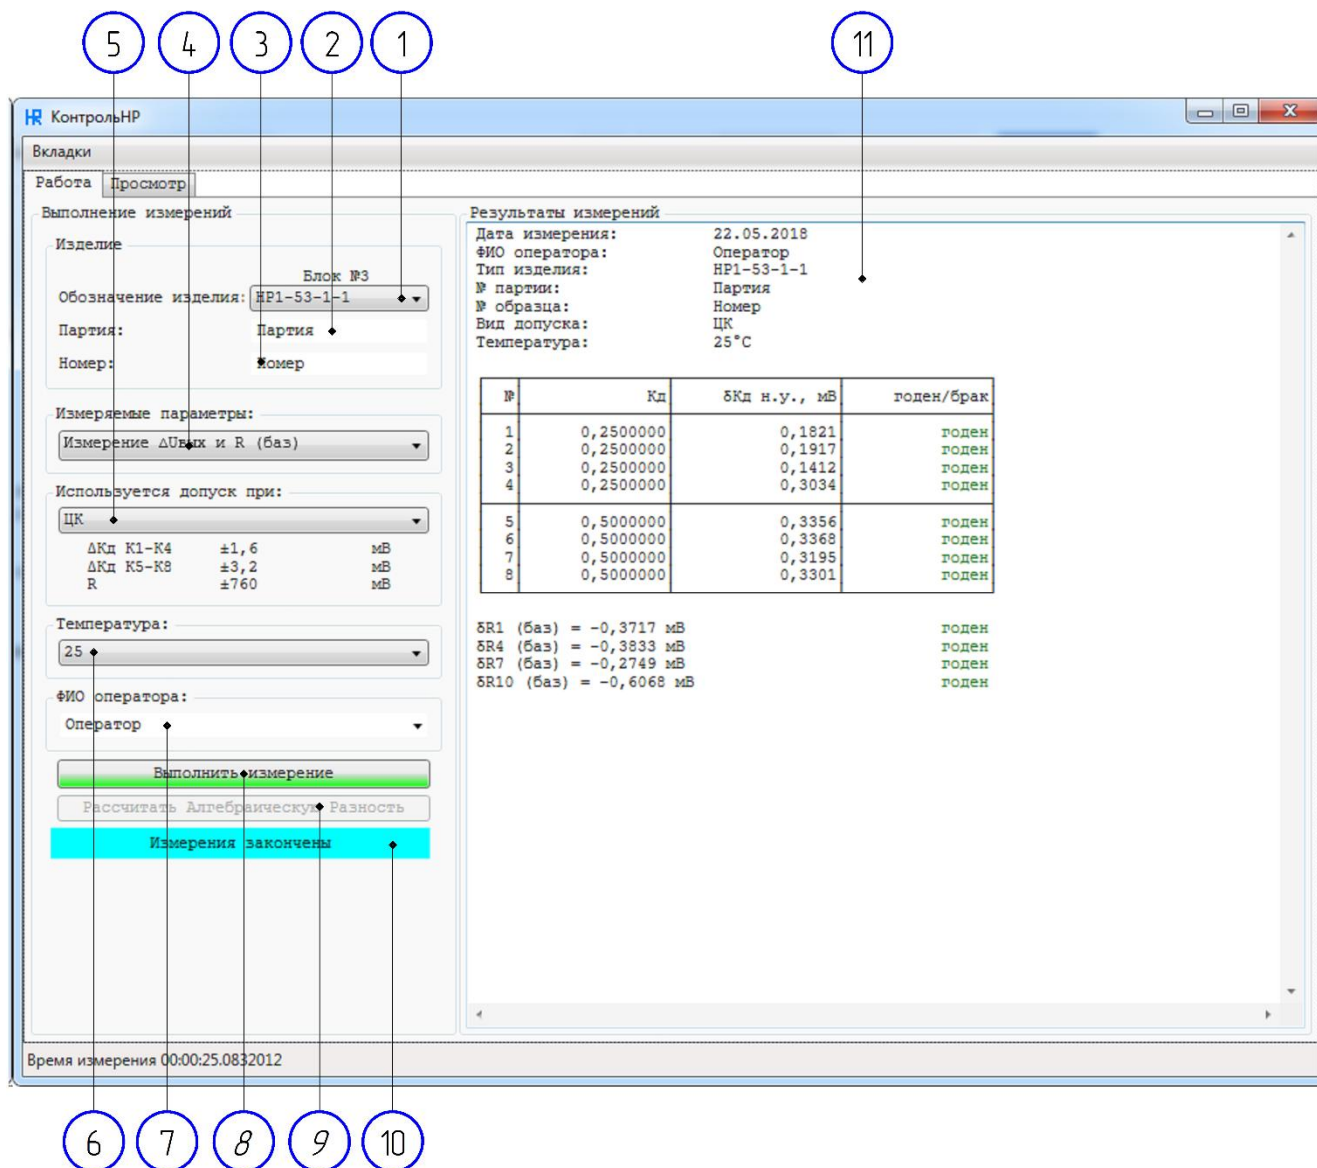 5 4 3 2 1 11
HR КонтрольНР
Вкладки
Работа Просмотр
Выполнение измерений
Изделие
Блок №3
Обозначение изделия: НР1-53-1-1
Партия: Партия
Номер: Номер
Измеряемые параметры:
Измерение ΔUвых и R (баз)
Используется допуск при:
ЦК
ΔКд К1-К4 ±1,6 мВ
ΔКд К5-К8 ±3,2 мВ
R ±760 мВ
Температура:
25
ФИО оператора:
Оператор
Выполнить измерение
Рассчитать Алгебраическую Разность
Измерения закончены
Результаты измерений
Дата измерения: 22.05.2018
ФИО оператора: Оператор
Тип изделия: НР1-53-1-1
№ партии: Партия
№ образца: Номер
Вид допуска: ЦК
Температура: 25°C
№ Кд δКд н.у., мВ годен/брак
1 0,2500000 0,1821 годен
2 0,2500000 0,1917 годен
3 0,2500000 0,1412 годен
4 0,2500000 0,3034 годен
5 0,5000000 0,3356 годен
6 0,5000000 0,3368 годен
7 0,5000000 0,3195 годен
8 0,5000000 0,3301 годен
δR1 (баз) = -0,3717 мВ годен
δR4 (баз) = -0,3833 мВ годен
δR7 (баз) = -0,2749 мВ годен
δR10 (баз) = -0,6068 мВ годен
Время измерения 00:00:25.0832012
6 7 8 9 10